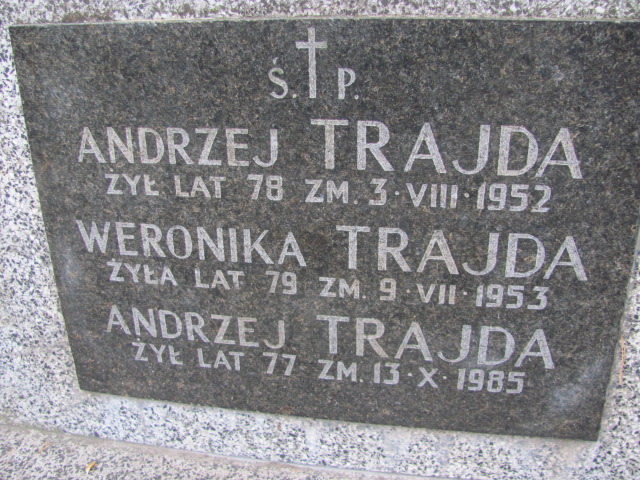 Ś. P.
ANDRZEJ TRAJDA
ŻYŁ LAT 78 ZM. 3·VIII·1952
WERONIKA TRAJDA
ŻYŁA LAT 79 ZM. 9·VII·1953
ANDRZEJ TRAJDA
ŻYŁ LAT 77 ZM. 13·X·1985